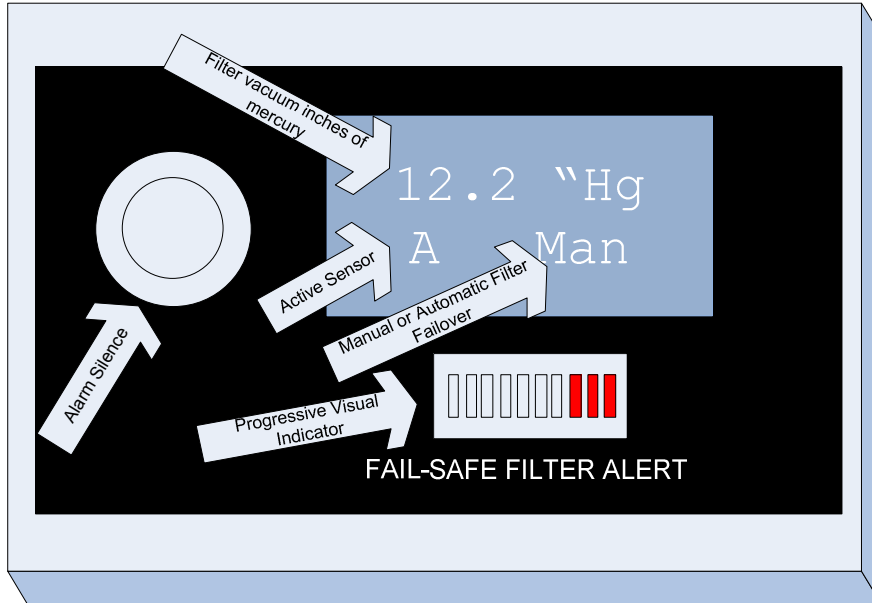 Filter vacuum inches of
mercury
12.2 “Hg
A Man
Active Sensor
Manual or Automatic Filter
Failover
Alarm Silence
Progressive Visual
Indicator
FAIL-SAFE FILTER ALERT